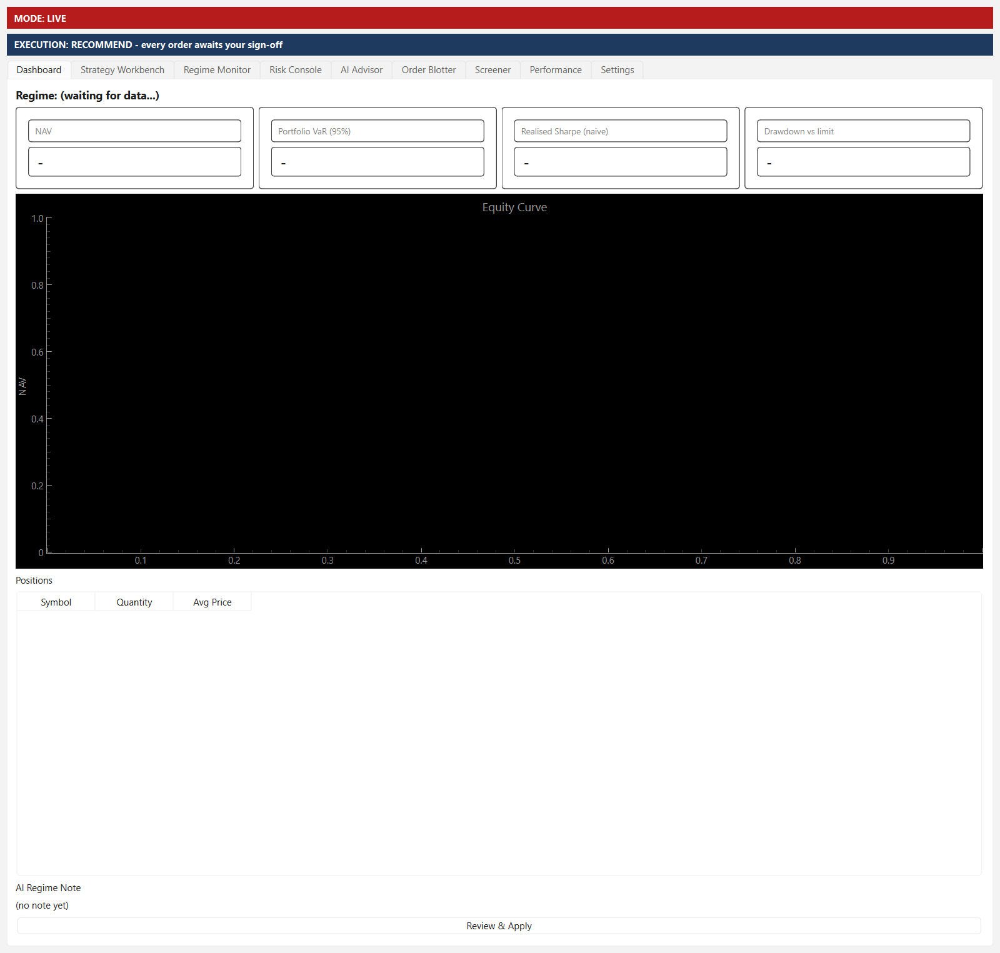 MODE: LIVE
EXECUTION: RECOMMEND - every order awaits your sign-off
Dashboard Strategy Workbench Regime Monitor Risk Console AI Advisor Order Blotter Screener Performance Settings
Regime: (waiting for data...)
NAV Portfolio VaR (95%) Realised Sharpe (naive) Drawdown vs limit
- - - -
Equity Curve
1.0
0.8
0.6
NAV
0.4
0.2
0
0.1 0.2 0.3 0.4 0.5 0.6 0.7 0.8 0.9
Positions
Symbol Quantity Avg Price
AI Regime Note
(no note yet)
Review & Apply